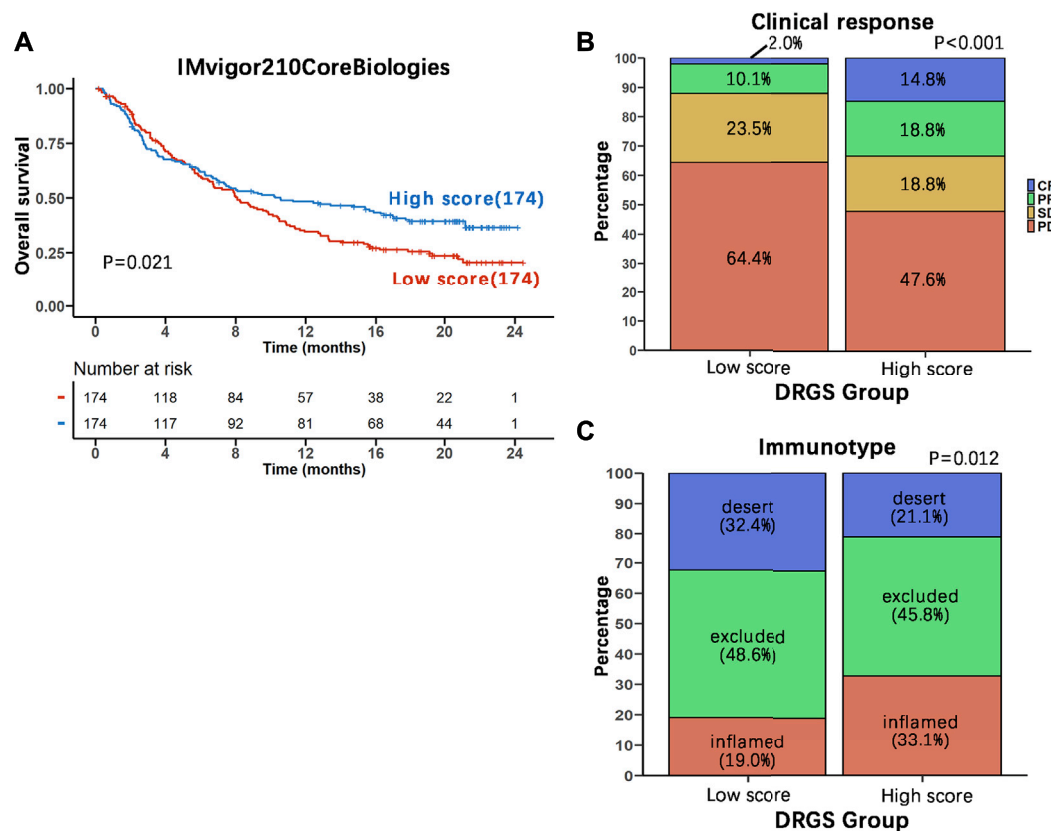 A
IMvigor210CoreBiologies
Overall survival
1.00
0.75
0.50
0.25
0.00
High score(174)
Low score(174)
P=0.021
0 4 8 12 16 20 24
Time (months)
Number at risk
174 118 84 57 38 22 1
174 117 92 81 68 44 1
0 4 8 12 16 20 24
Time (months)
B
Clinical response
2.0%
P<0.001
Percentage
100
90
80
70
60
50
40
30
20
10
0
10.1%
23.5%
64.4%
14.8%
18.8%
18.8%
47.6%
Low score High score
DRGS Group
SD
PD
C
Immunotype
P=0.012
Percentage
100
90
80
70
60
50
40
30
20
10
0
desert
(32.4%)
excluded
(48.6%)
inflamed
(19.0%)
desert
(21.1%)
excluded
(45.8%)
inflamed
(33.1%)
Low score High score
DRGS Group